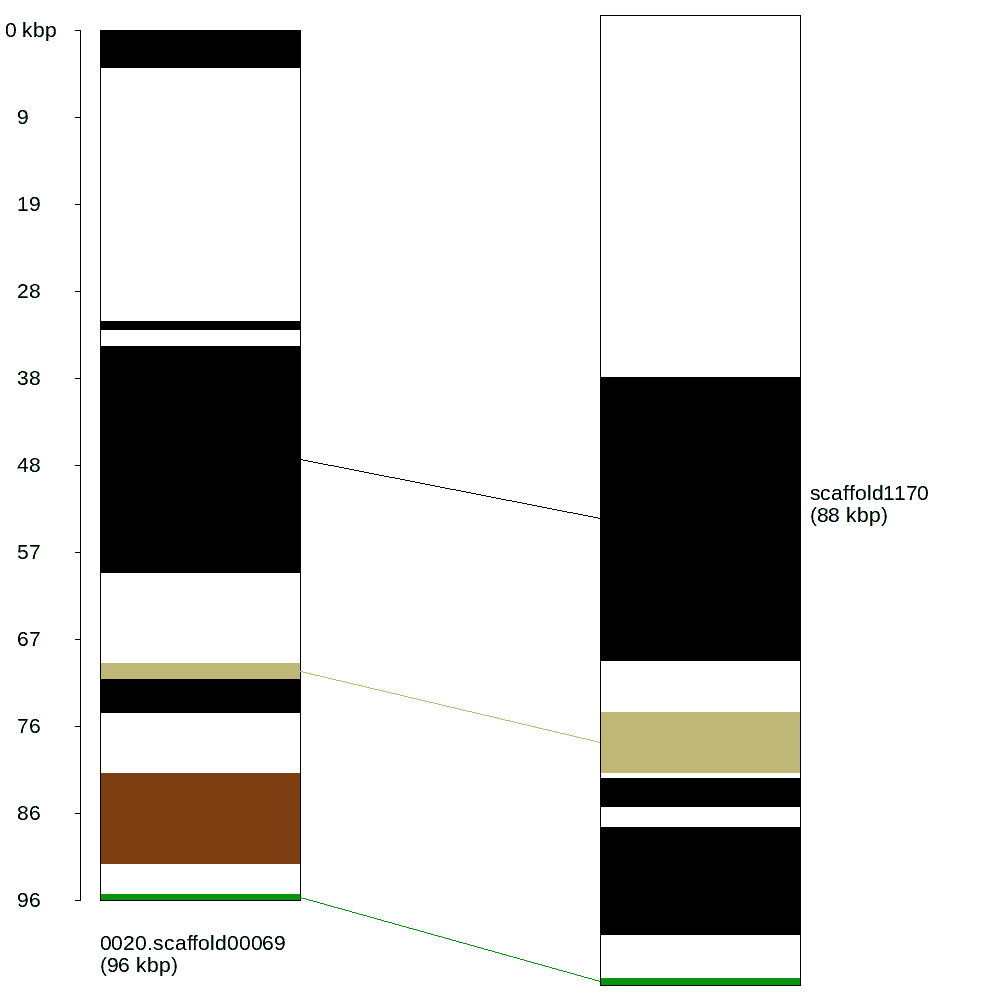 0 kbp
9
19
28
38
48
57
67
76
86
96
0020.scaffold00069
(96 kbp)
scaffold1170
(88 kbp)